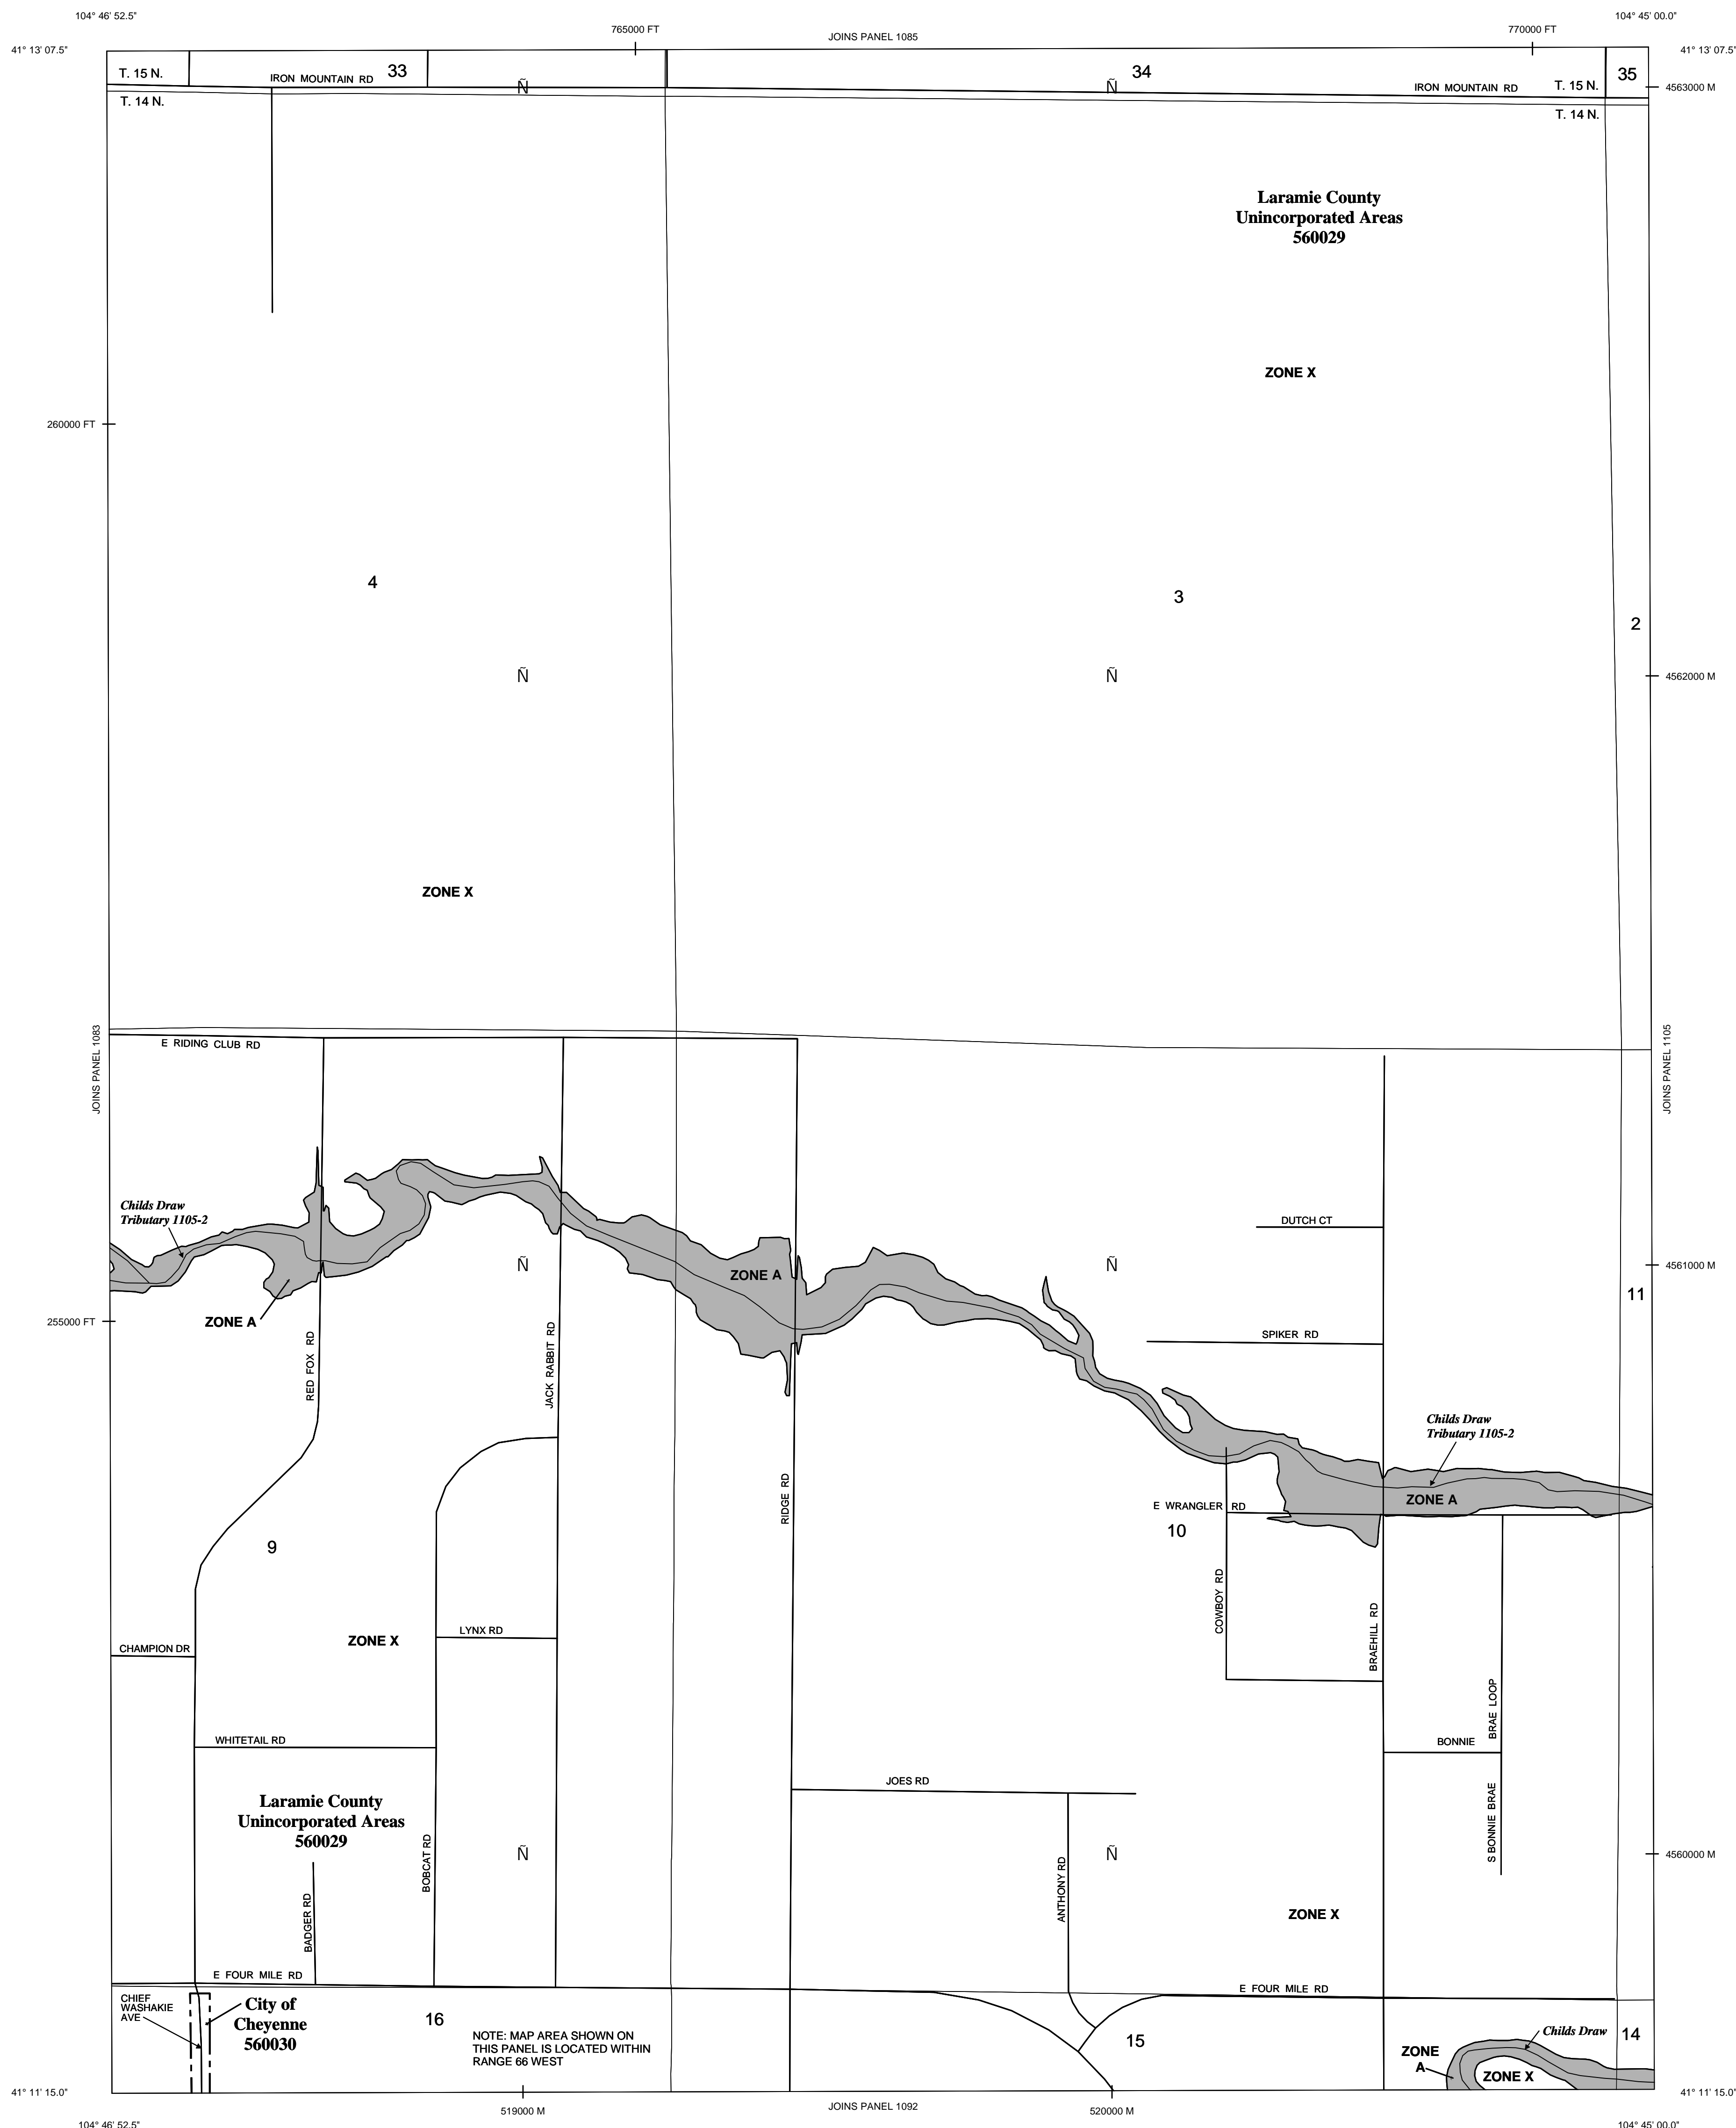 104° 46' 52.5"
104° 45' 00.0"
765000 FT
JOINS PANEL 1085
770000 FT
41° 13' 07.5"
41° 13' 07.5"
T. 15 N.
IRON MOUNTAIN RD
33
34
35
Ñ
Ñ
IRON MOUNTAIN RD
T. 15 N.
4563000 M
T. 14 N.
T. 14 N.
Laramie County
Unincorporated Areas
560029
ZONE X
260000 FT
4
3
2
Ñ
Ñ
4562000 M
ZONE X
JOINS PANEL 1083
JOINS PANEL 1105
E RIDING CLUB RD
Childs Draw
Tributary 1105-2
DUTCH CT
Ñ
ZONE A
Ñ
4561000 M
11
ZONE A
255000 FT
RED FOX RD
JACK RABBIT RD
SPIKER RD
Childs Draw
Tributary 1105-2
RIDGE RD
ZONE A
E WRANGLER RD
10
9
COWBOY RD
BRAEHILL RD
LYNX RD
ZONE X
CHAMPION DR
BRAE LOOP
WHITETAIL RD
BONNIE
JOES RD
S BONNIE BRAE
Laramie County
Unincorporated Areas
560029
BOBCAT RD
Ñ
Ñ
4560000 M
ANTHONY RD
BADGER RD
ZONE X
E FOUR MILE RD
E FOUR MILE RD
CHIEF
WASHAKIE
AVE
City of
Cheyenne
560030
16
NOTE: MAP AREA SHOWN ON
THIS PANEL IS LOCATED WITHIN
RANGE 66 WEST
15
Childs Draw
14
ZONE
A
ZONE X
41° 11' 15.0"
41° 11' 15.0"
519000 M
JOINS PANEL 1092
520000 M
104° 46' 52.5"
104° 45' 00.0"